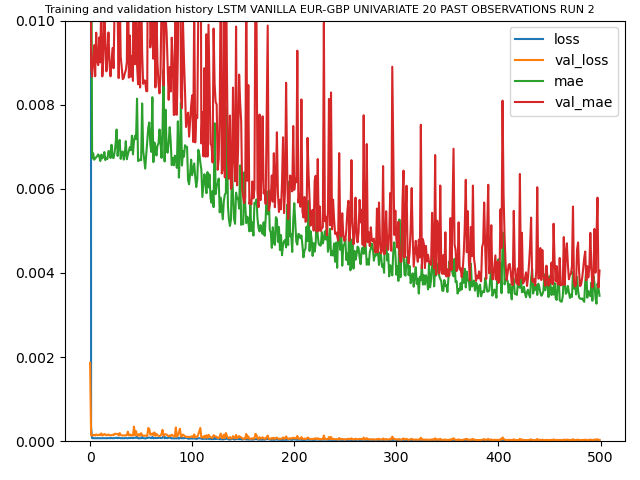 Training and validation history LSTM VANILLA EUR-GBP UNIVARIATE 20 PAST OBSERVATIONS RUN 2
0.010
0.008
0.006
0.004
0.002
0.000
0 100 200 300 400 500
loss
val_loss
mae
val_mae